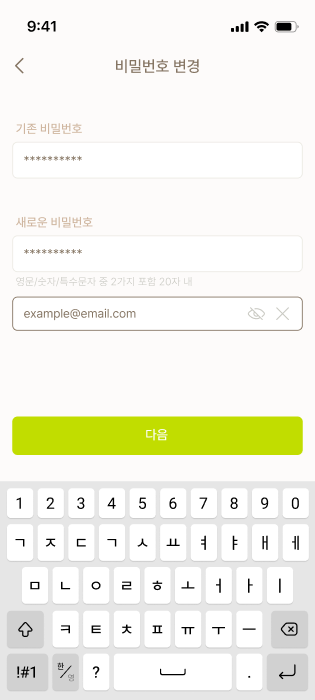 9:41
비밀번호 변경
기존 비밀번호
**********
새로운 비밀번호
**********
영문/숫자/특수문자 줄 2가지 포함 20자 내
example@email.com
다음
1 2 3 4 5 6 7 8 9 0
ㄱ ㅈ ㄷ ㄱ ㅅ ㅛ ㅕ ㅑ ㅐ ㅔ
ㅁ ㄴ ㅇ ㄹ ㅎ ㅗ ㅓ ㅏ ㅣ
ㅋ ㅌ ㅊ ㅍ ㅠ ㅜ ㅡ
!#1 한/영 ? .